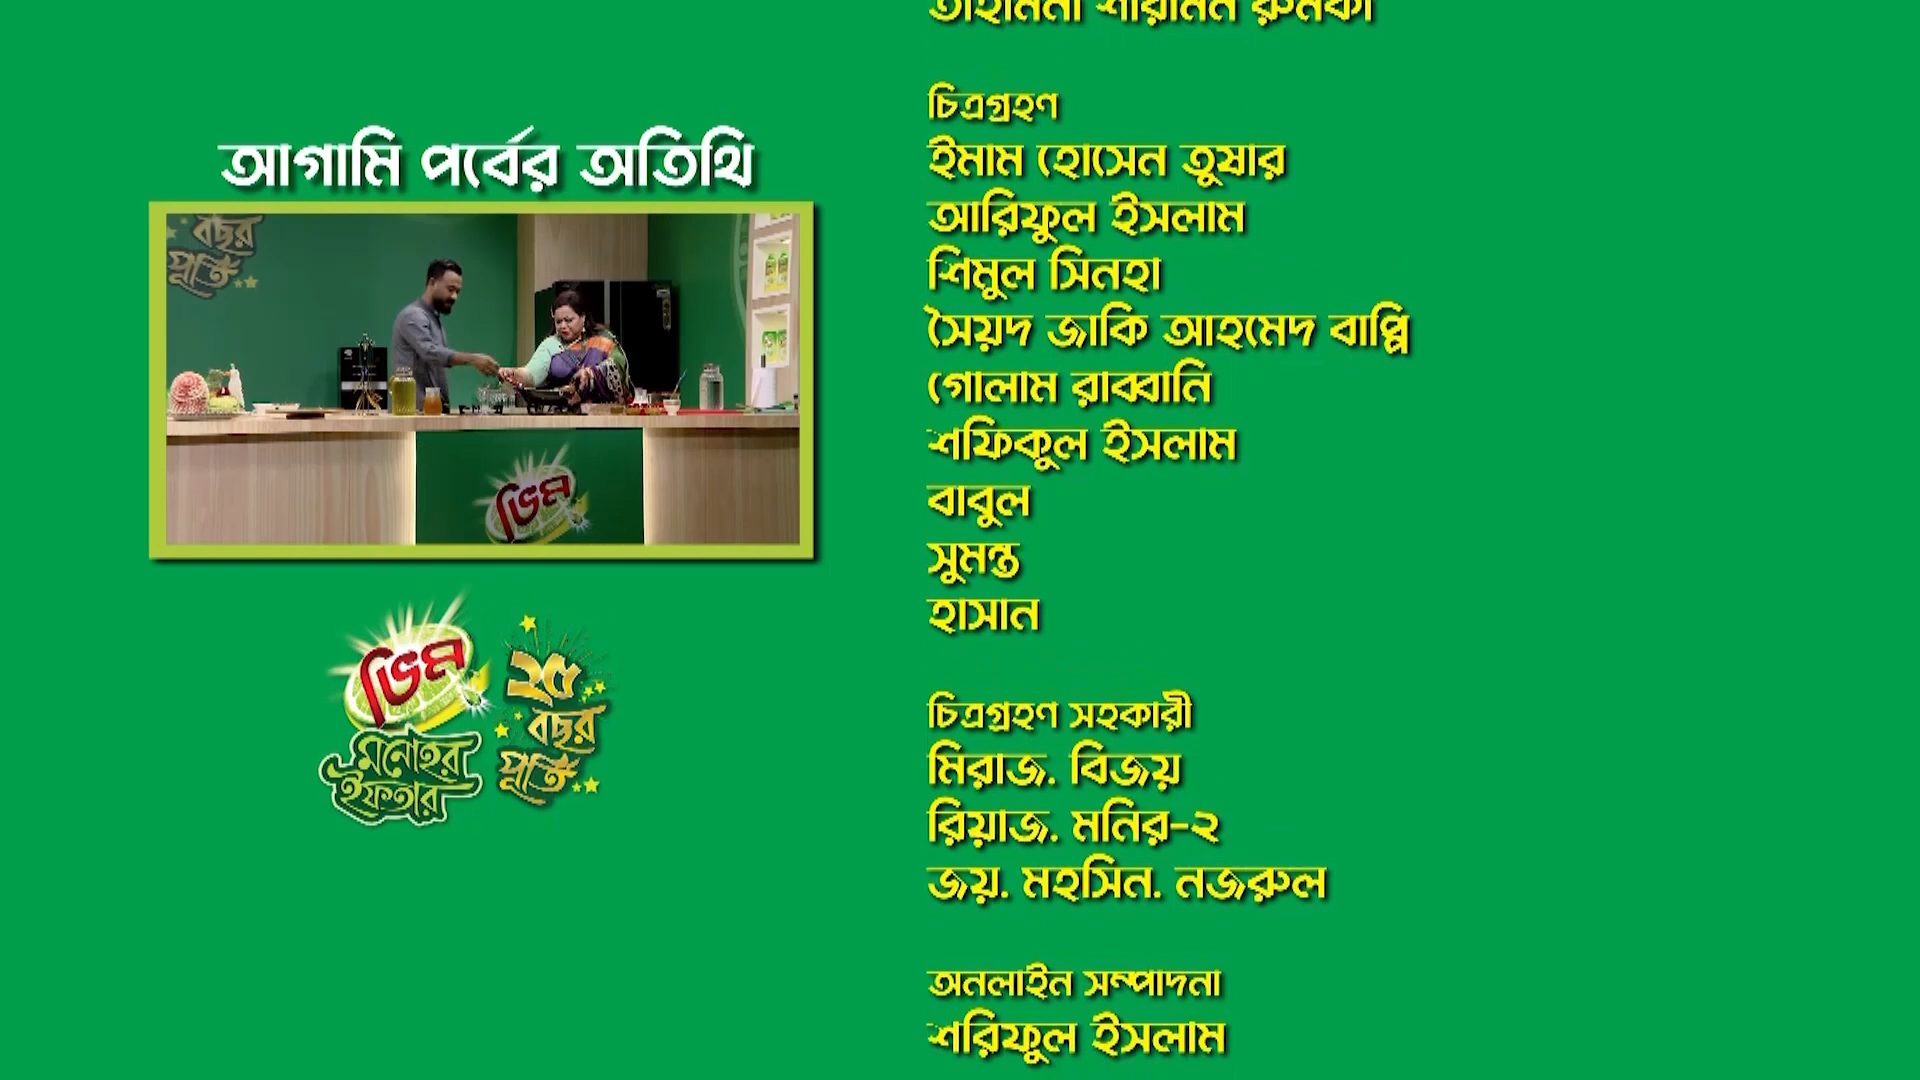 আগামি পর্বের অতিথি
বছর
পূর্তি
ভিম
ভিম
মনোহর
ইফতার
২৫
বছর
পূর্তি
চিত্রগ্রহণ
ইমাম হোসেন তুষার
আরিফুল ইসলাম
শিমুল সিনহা
সৈয়দ জাকি আহমেদ বাপ্পি
গোলাম রাব্বানি
শফিকুল ইসলাম
বাবুল
সুমন্ত
হাসান
চিত্রগ্রহণ সহকারী
মিরাজ. বিজয়
রিয়াজ. মনির-২
জয়. মহসিন. নজরুল
অনলাইন সম্পাদনা
শরিফুল ইসলাম